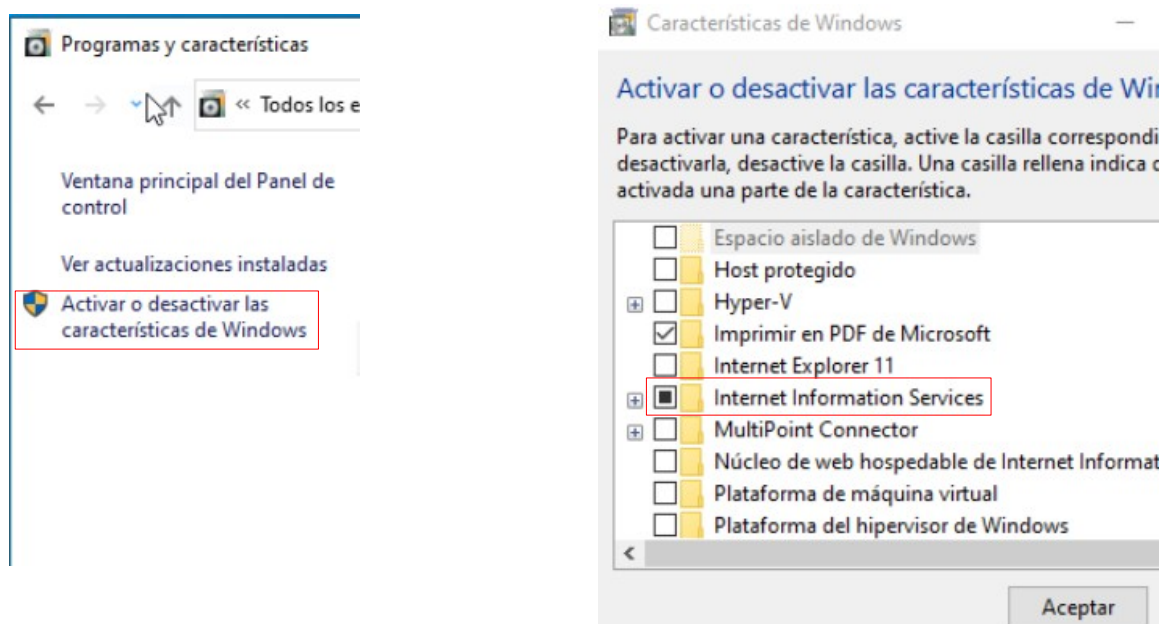 Programas y características
« Todos los e
Ventana principal del Panel de
control
Ver actualizaciones instaladas
Activar o desactivar las
características de Windows
Características de Windows
Activar o desactivar las características de Wi
Para activar una característica, active la casilla correspondi
desactivarla, desactive la casilla. Una casilla rellena indica
activada una parte de la característica.
Espacio aislado de Windows
Host protegido
Hyper-V
Imprimir en PDF de Microsoft
Internet Explorer 11
Internet Information Services
MultiPoint Connector
Núcleo de web hospedable de Internet Informat
Plataforma de máquina virtual
Plataforma del hipervisor de Windows
Aceptar